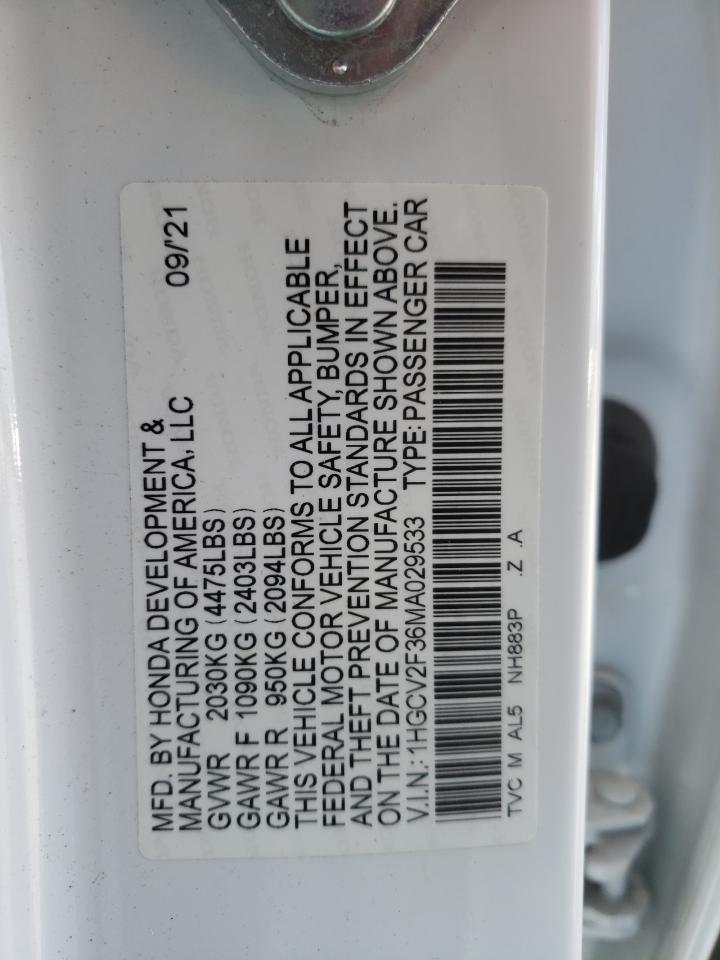 MFD. BY HONDA DEVELOPMENT &
MANUFACTURING OF AMERICA, LLC 09/'21
GVWR 2030KG (4475LBS)
GAWR F 1090KG (2403LBS)
GAWR R 950KG (2094LBS)
THIS VEHICLE CONFORMS TO ALL APPLICABLE
FEDERAL MOTOR VEHICLE SAFETY, BUMPER,
AND THEFT PREVENTION STANDARDS IN EFFECT
ON THE DATE OF MANUFACTURE SHOWN ABOVE.
V.I.N.: 1HGCV2F36MA029533 TYPE: PASSENGER CAR
TVC M AL5 NH883P .Z .A